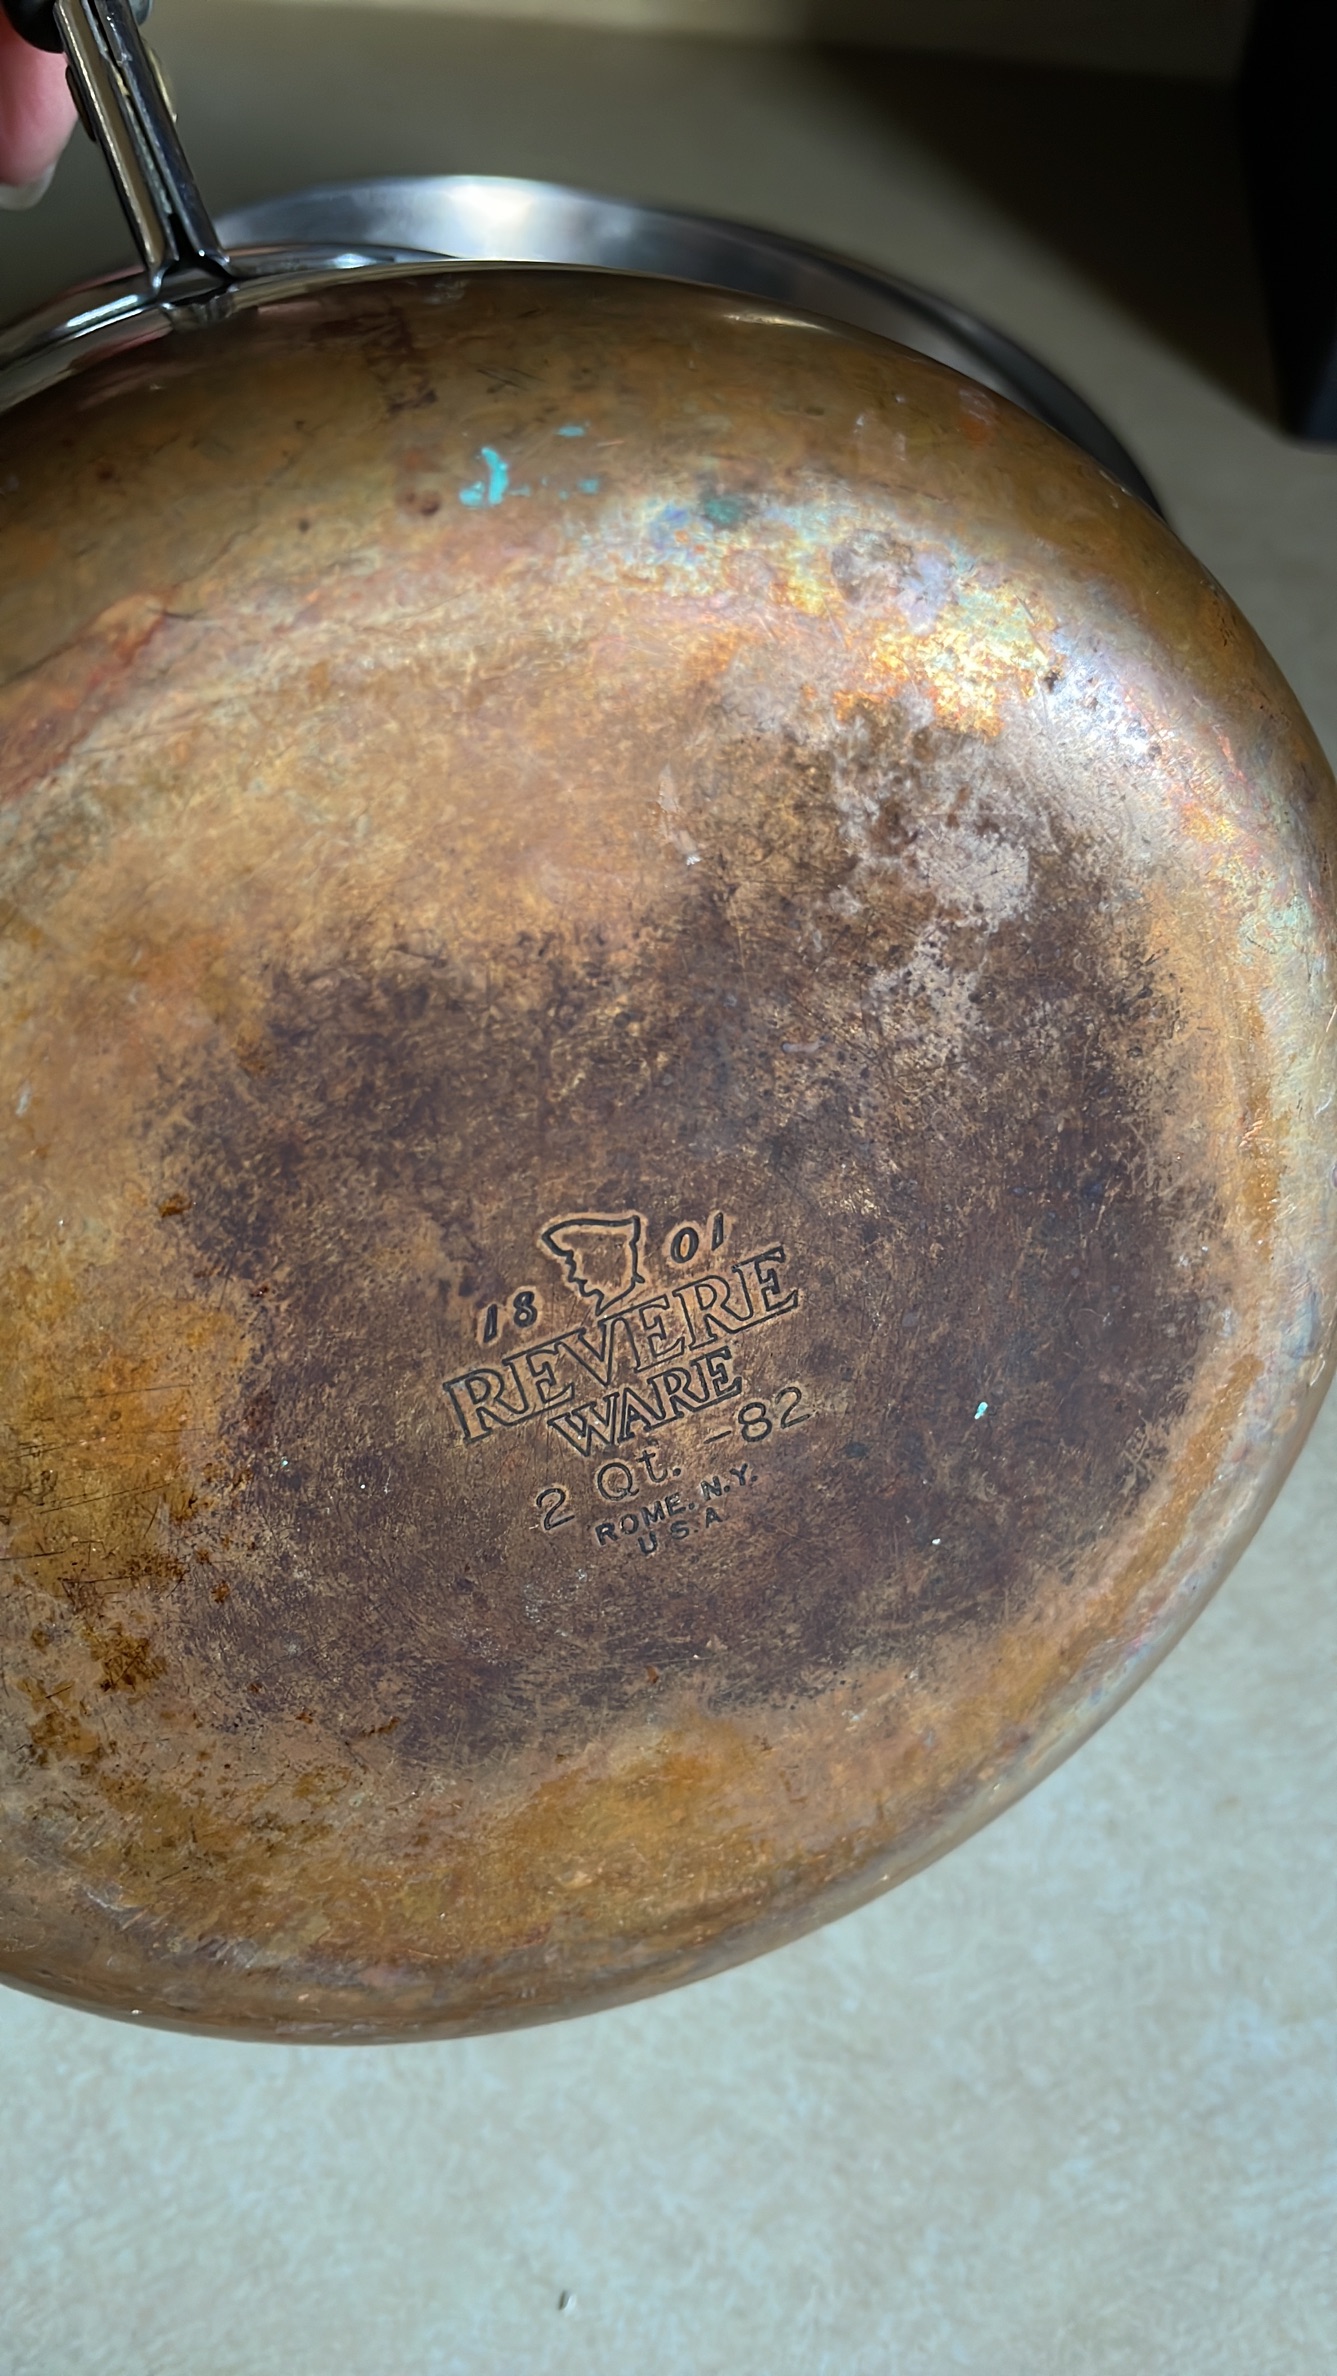 18 01
REVERE
WARE
2 Qt. -82
ROME. N.Y.
U S A